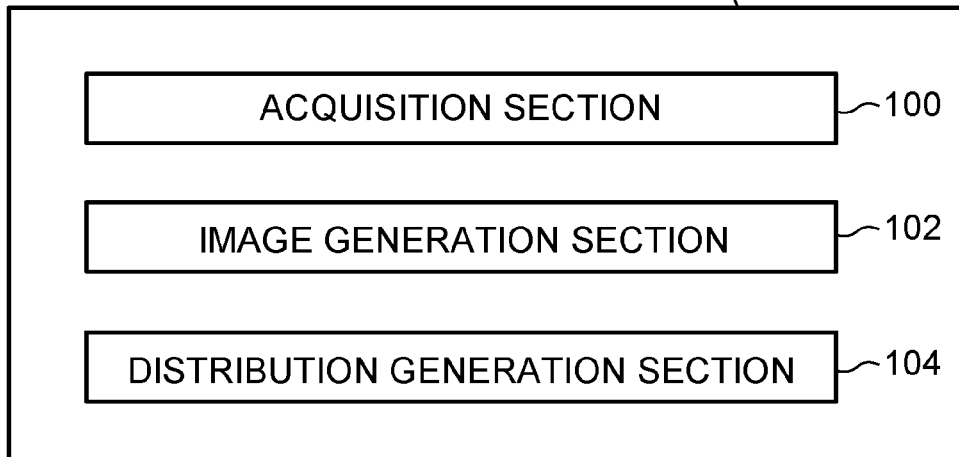 ACQUISITION SECTION 100
IMAGE GENERATION SECTION 102
DISTRIBUTION GENERATION SECTION 104